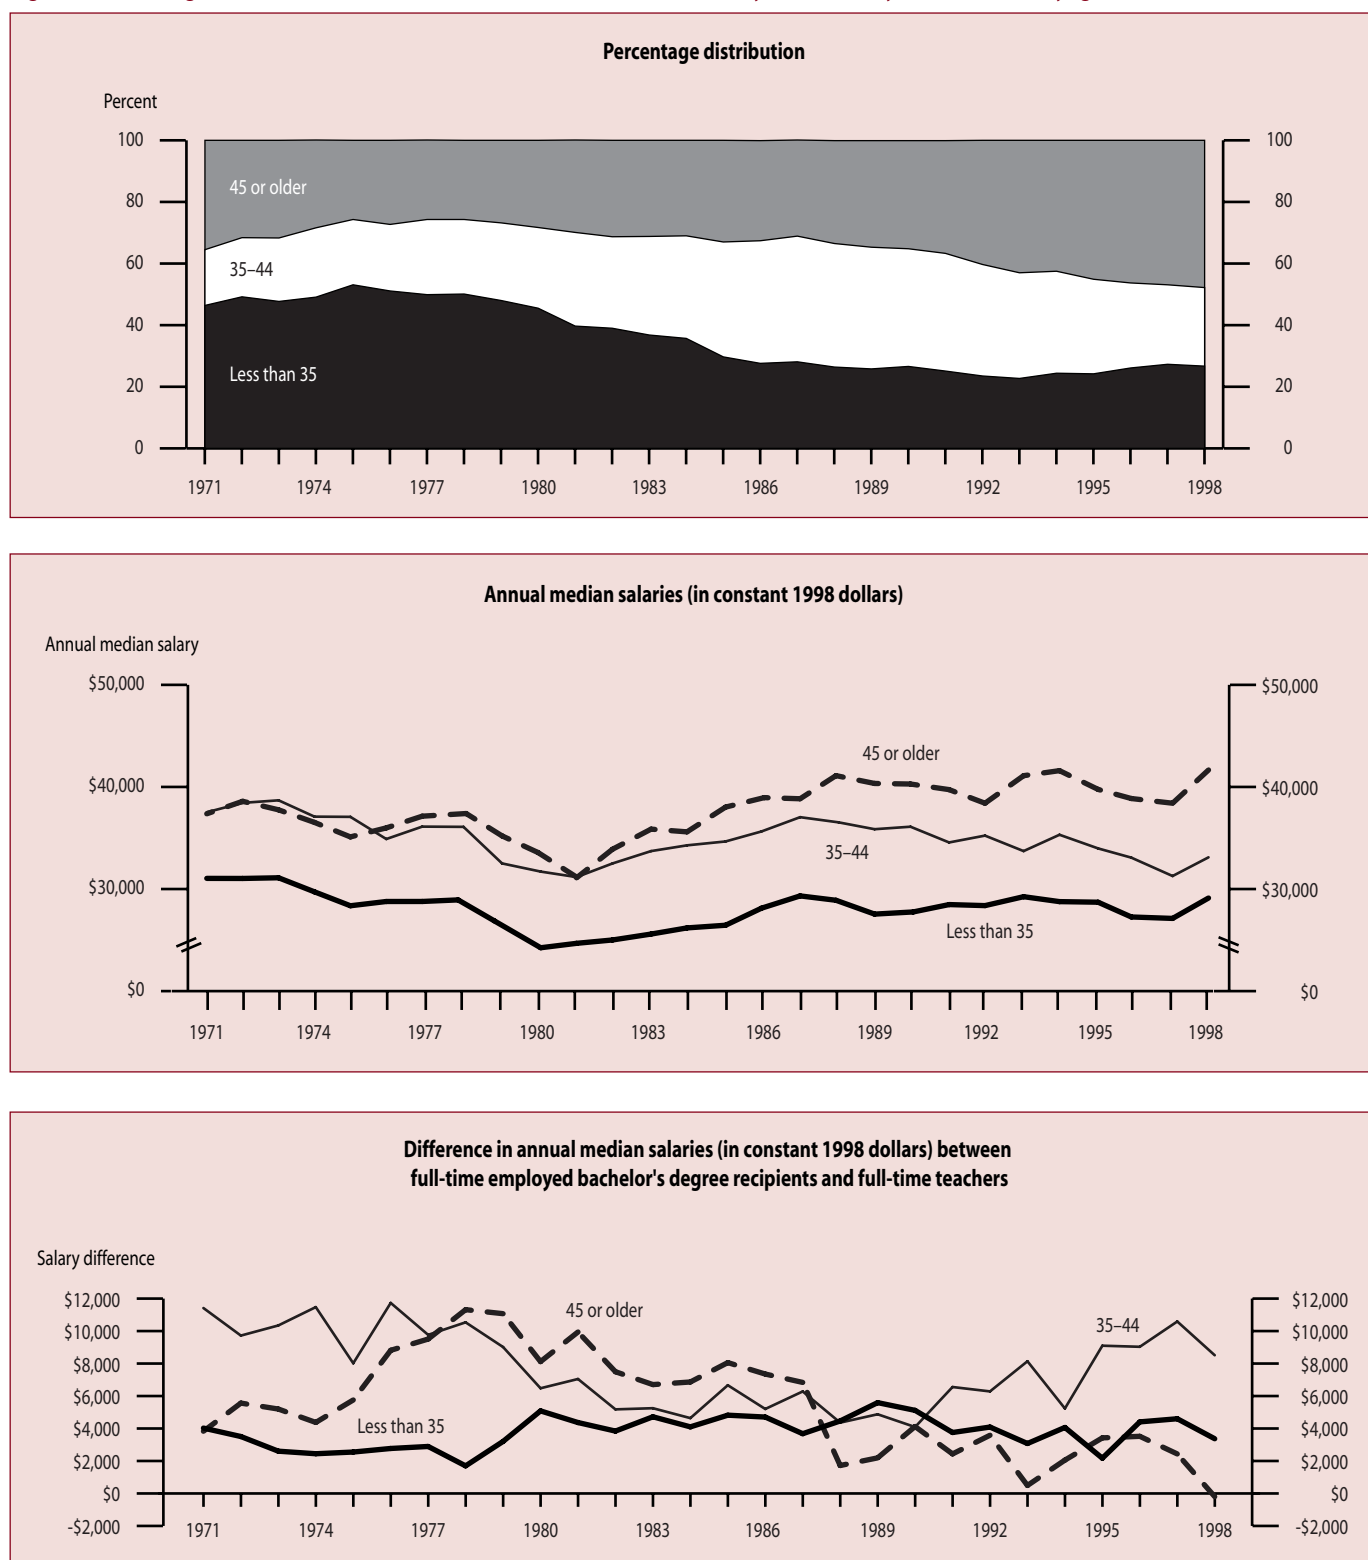 Percentage distribution
Percent
100 100
45 or older
80 80
60 60
35–44
40 40
Less than 35
20 20
0 0
1971 1974 1977 1980 1983 1986 1989 1992 1995 1998
Annual median salaries (in constant 1998 dollars)
Annual median salary
$50,000 $50,000
45 or older
$40,000 $40,000
35–44
$30,000 $30,000
Less than 35
$0 $0
1971 1974 1977 1980 1983 1986 1989 1992 1995 1998
Difference in annual median salaries (in constant 1998 dollars) between
full-time employed bachelor's degree recipients and full-time teachers
Salary difference
$12,000 45 or older $12,000
$10,000 35–44 $10,000
$8,000 $8,000
$6,000 $6,000
$4,000 Less than 35 $4,000
$2,000 $2,000
$0 $0
-$2,000 1971 1974 1977 1980 1983 1986 1989 1992 1995 1998 -$2,000